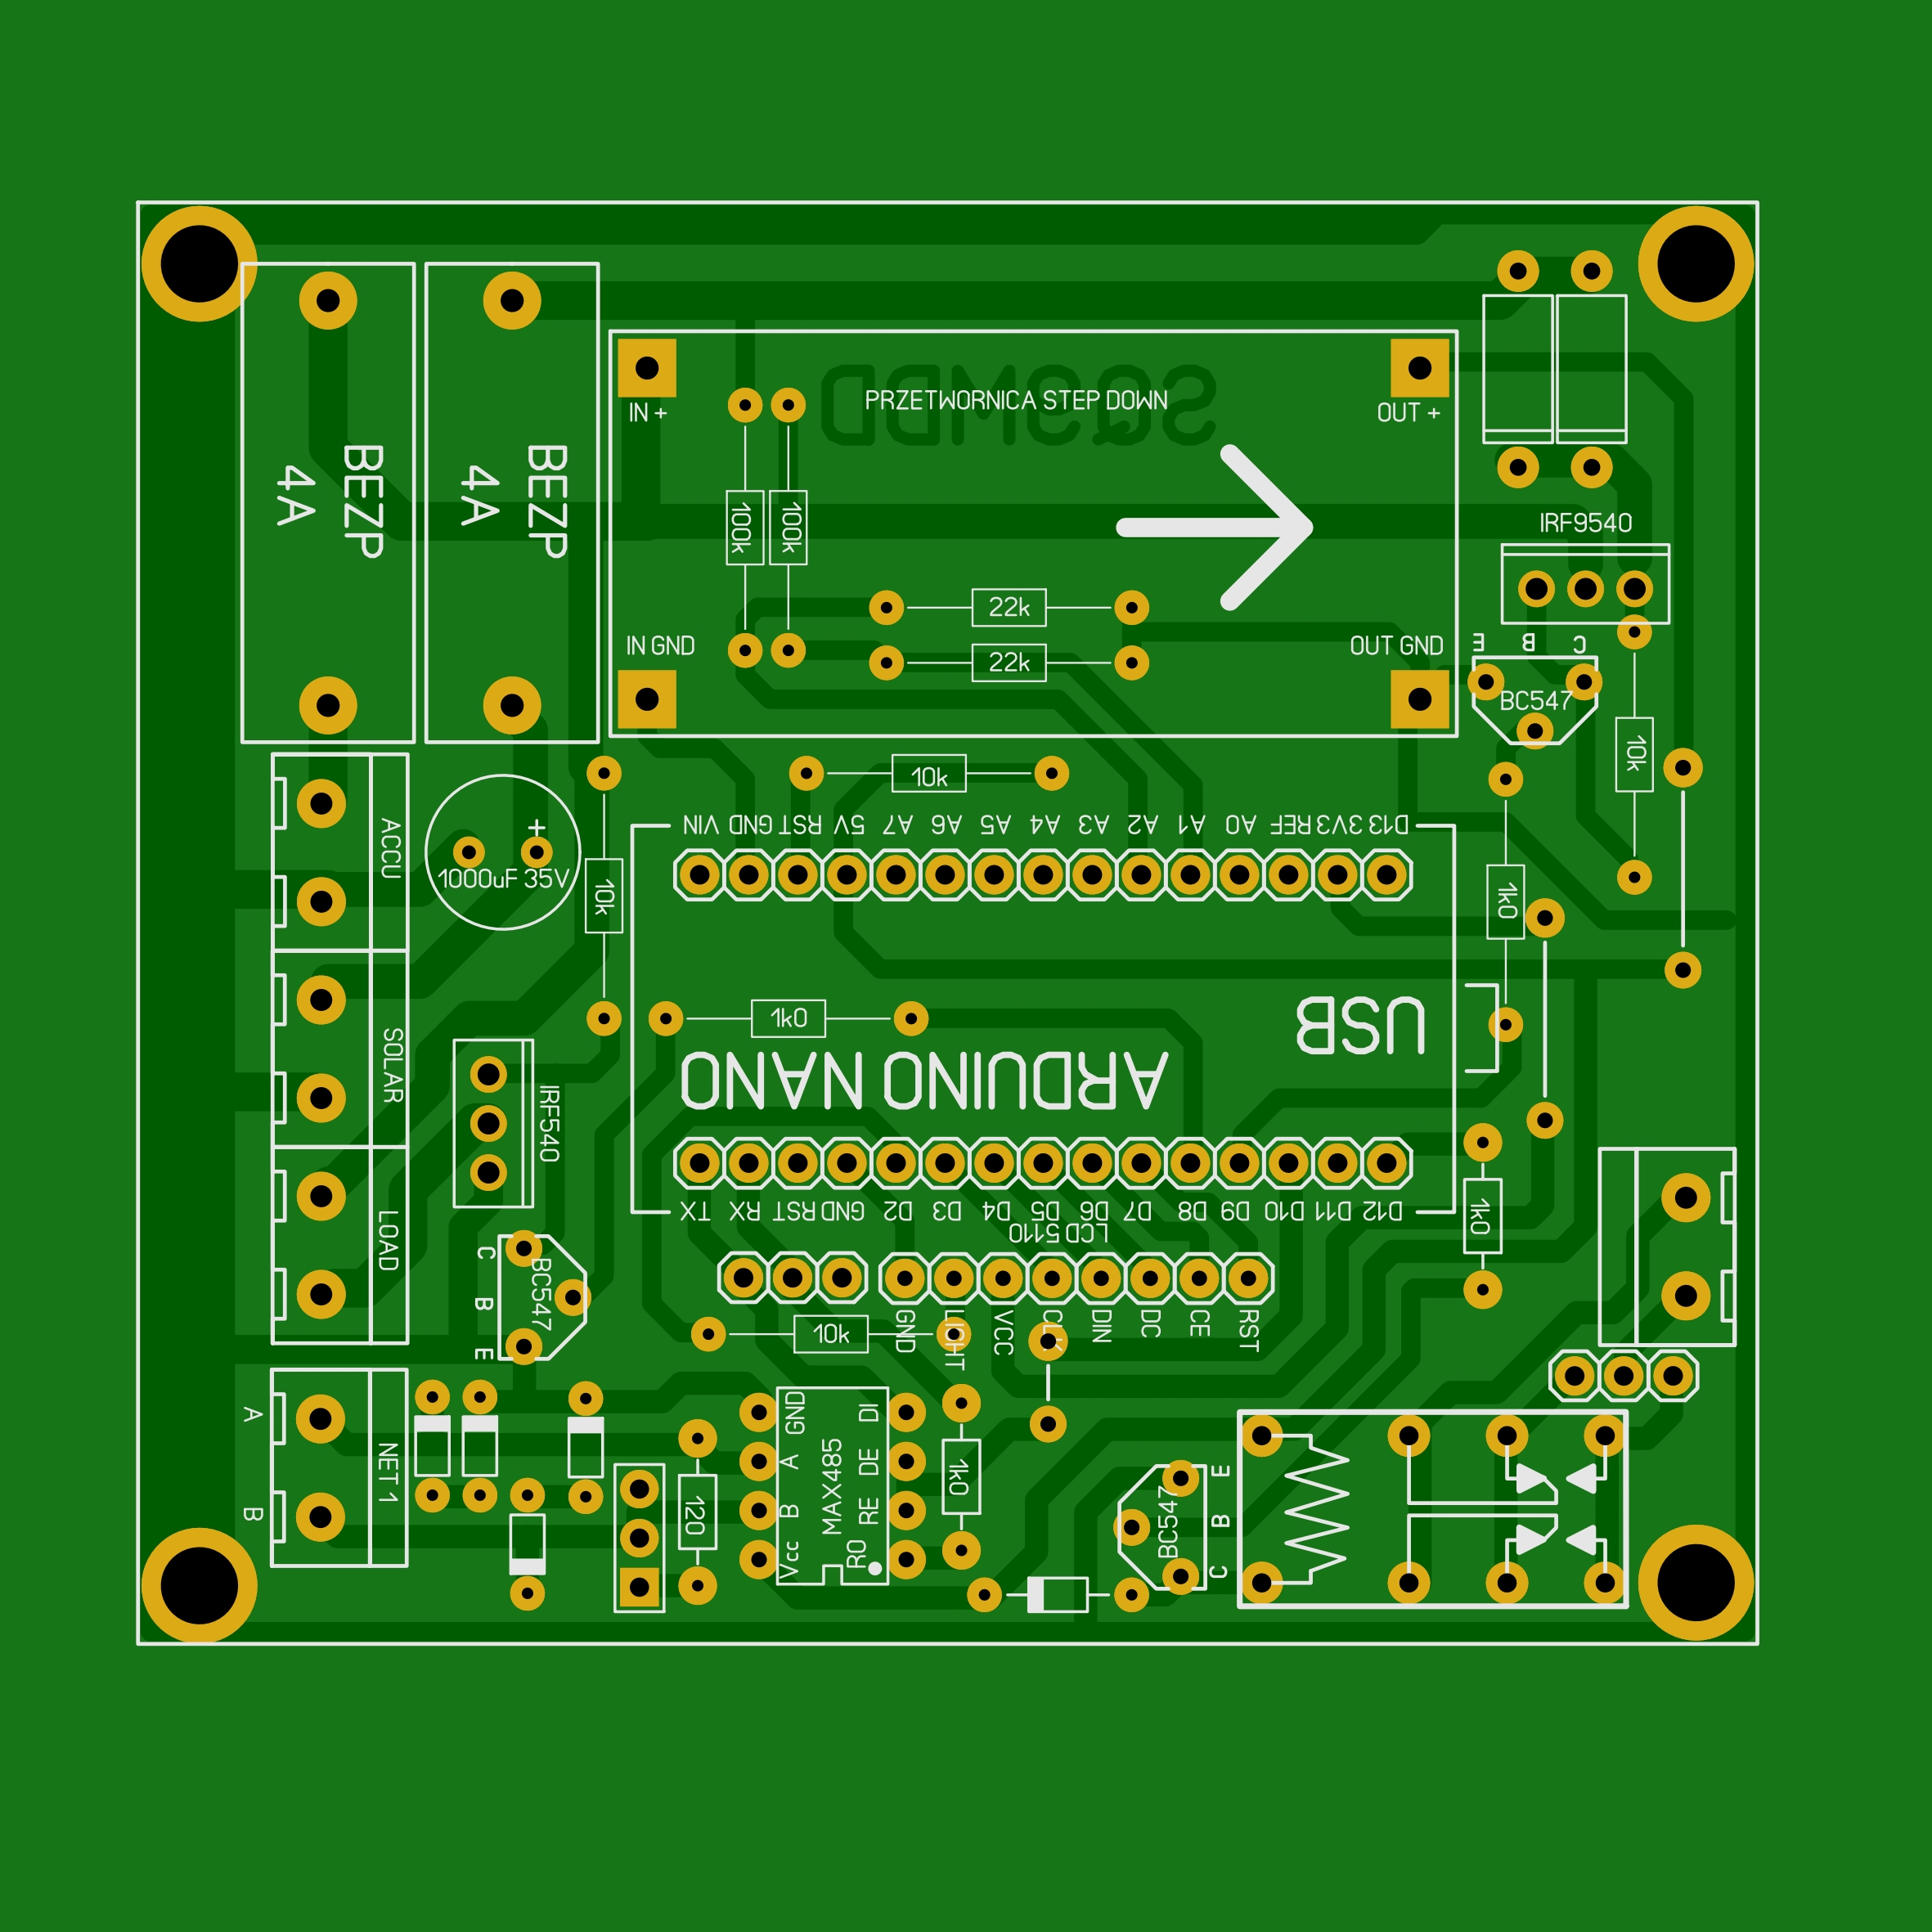 SQ9MDD
PRZETWORNICA STEP DOWN
IN +
OUT +
BEZP
4A
BEZP
4A
100k
100k
IRF9540
22k
IN GND
22k
OUT GND
E B C
BC547
10k
10k
ACCU
+
1000uF 35V
10k
VIN GND RST 5V A7 A6 A5 A4 A3 A2 A1 A0 REF 3V3 D13
1k0
1k0
USB
SOLAR
ARDUINO NANO
IRF540
TX RX RST GND D2 D3 D4 D5 D6 D7 D8 D9 D10 D11 D12
LCD5110
1k0
LOAD
C B E
BC547
10k
GND LIGHT VCC CLK DIN DC CE RST
A
B
NET 1
120
GND A B Vcc
MAX485
DI DE RE RO
1k0
BC547
E B C